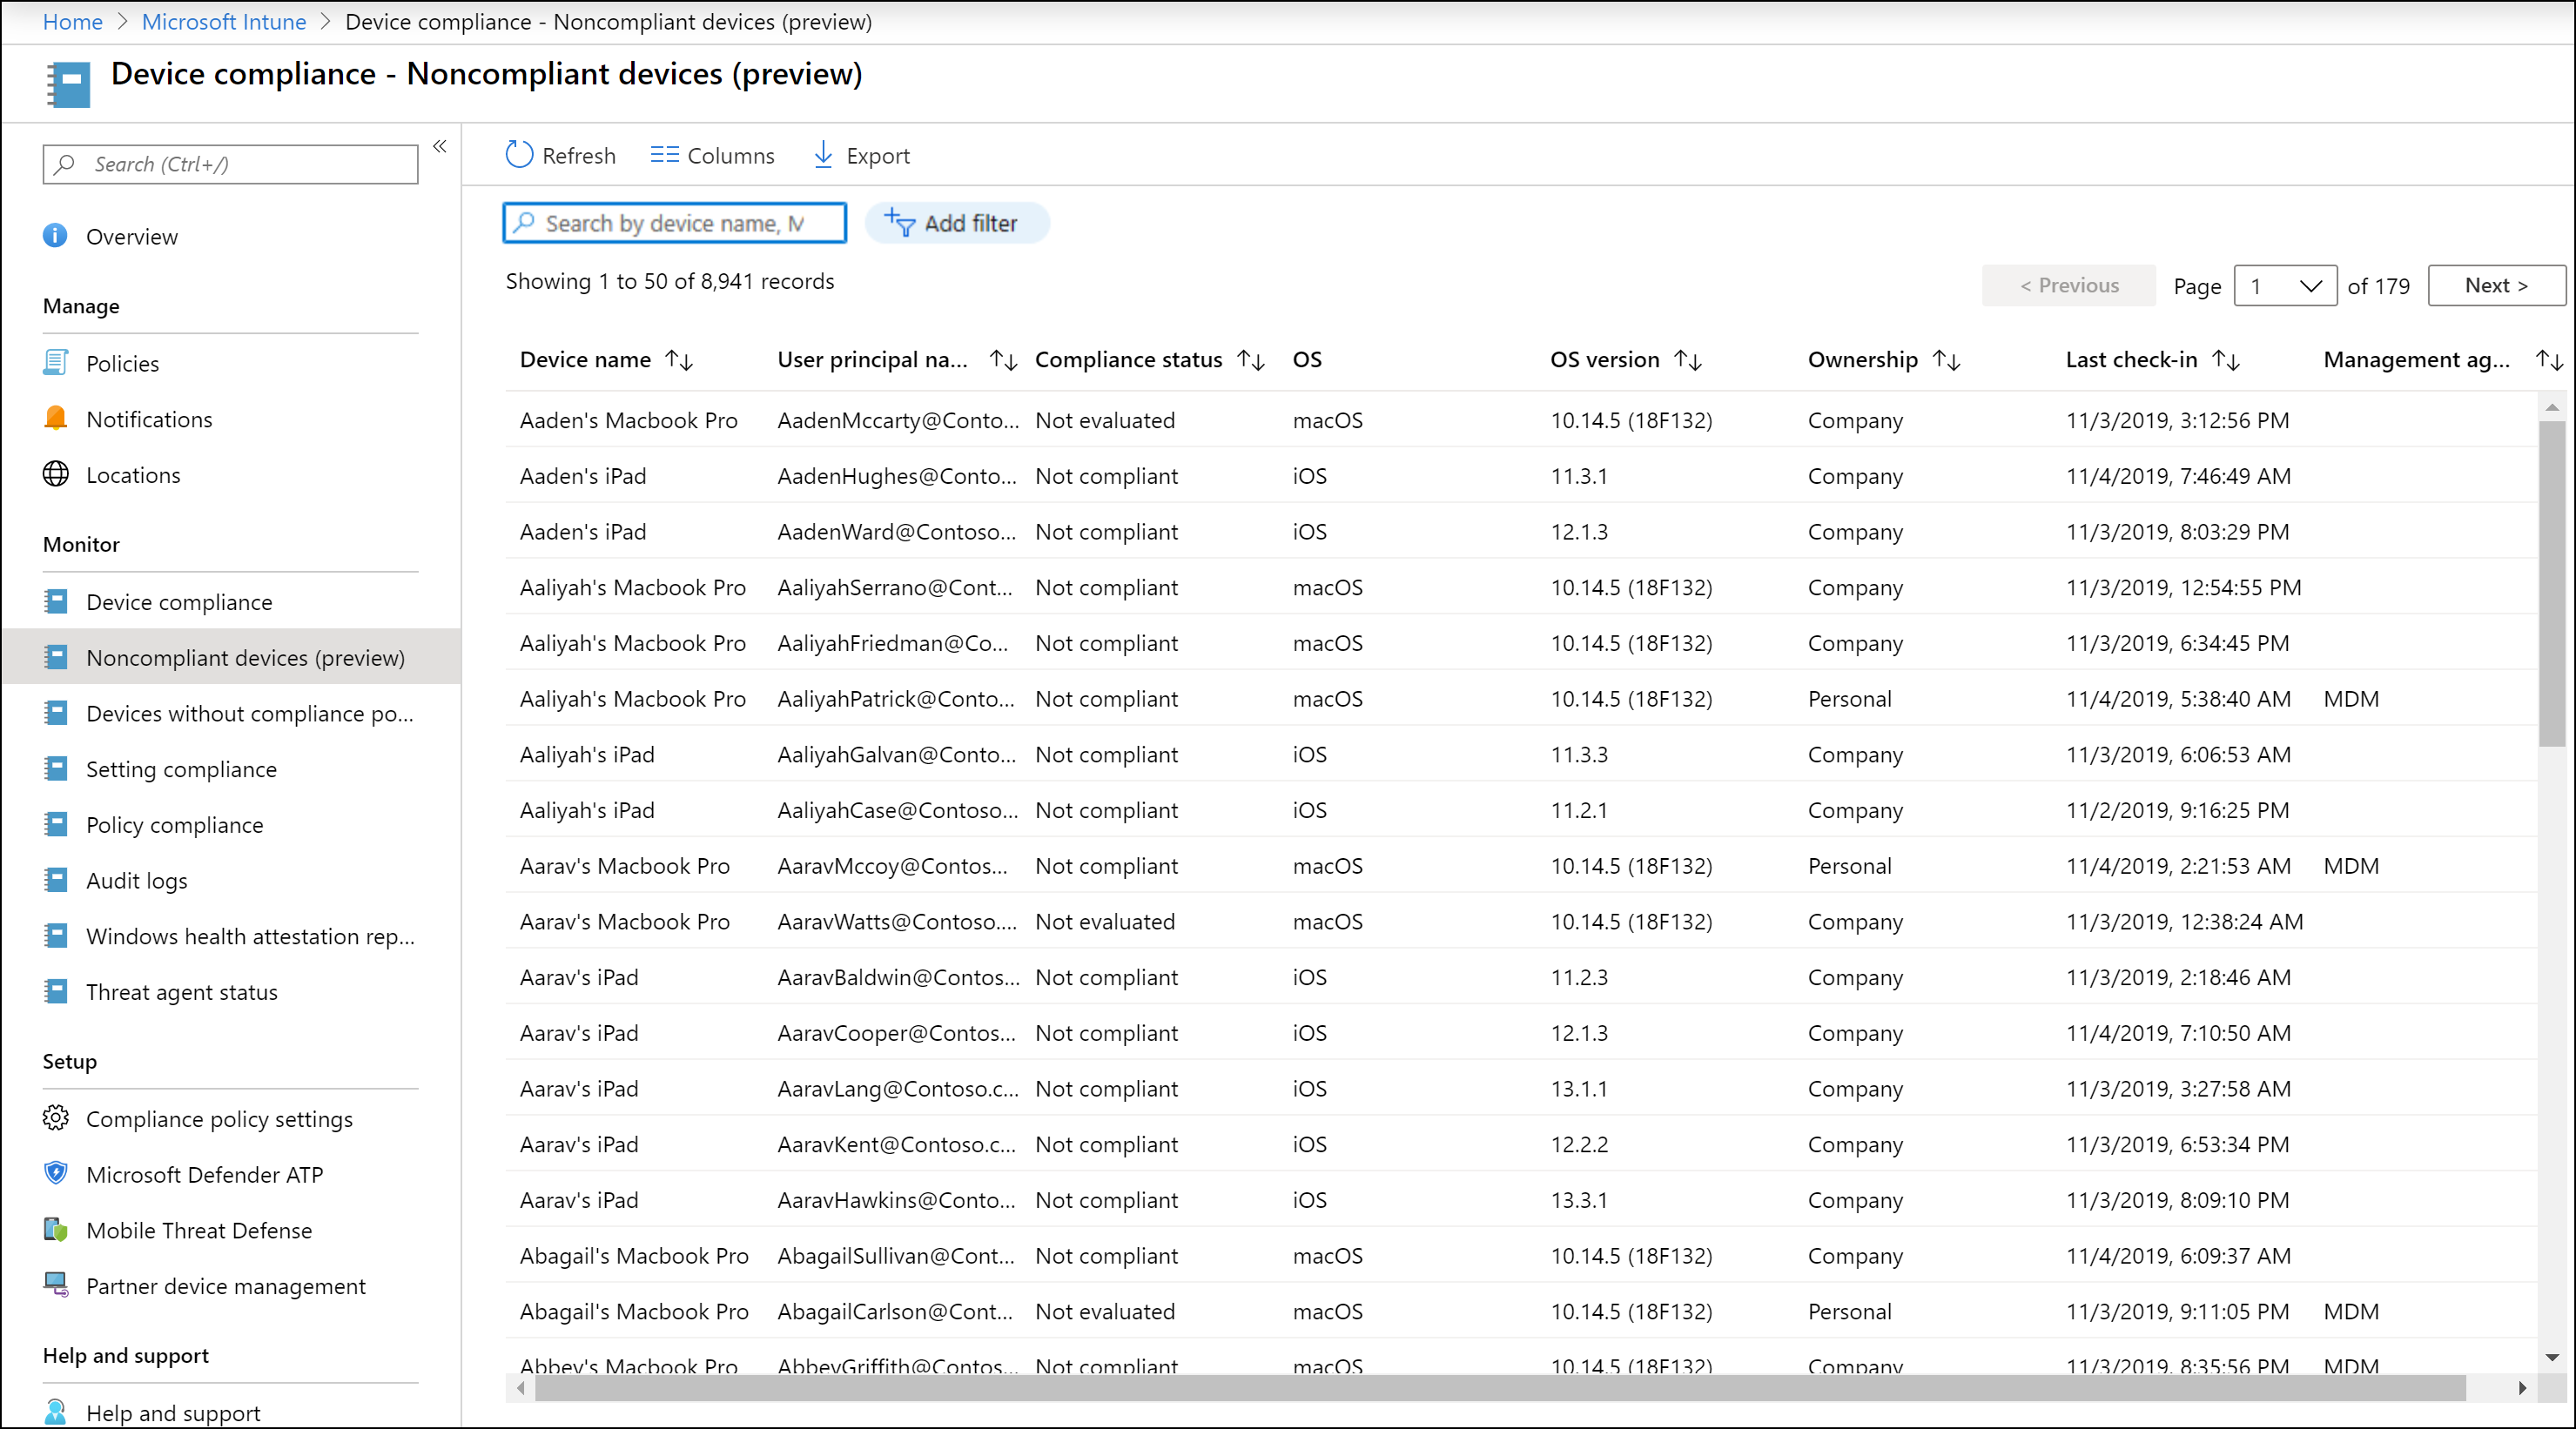 Home > Microsoft Intune > Device compliance - Noncompliant devices (preview)
Device compliance - Noncompliant devices (preview)
Search (Ctrl+/)
«
Overview
Manage
Policies
Notifications
Locations
Monitor
Device compliance
Noncompliant devices (preview)
Devices without compliance po...
Setting compliance
Policy compliance
Audit logs
Windows health attestation rep...
Threat agent status
Setup
Compliance policy settings
Microsoft Defender ATP
Mobile Threat Defense
Partner device management
Help and support
Help and support
Refresh Columns Export
Search by device name, M Add filter
Showing 1 to 50 of 8,941 records < Previous Page 1 of 179 Next >
Device name ↑↓ User principal na... ↑↓ Compliance status ↑↓ OS OS version ↑↓ Ownership ↑↓ Last check-in ↑↓ Management ag... ↑↓
Aaden's Macbook Pro AadenMccarty@Conto... Not evaluated macOS 10.14.5 (18F132) Company 11/3/2019, 3:12:56 PM
Aaden's iPad AadenHughes@Conto... Not compliant iOS 11.3.1 Company 11/4/2019, 7:46:49 AM
Aaden's iPad AadenWard@Contoso... Not compliant iOS 12.1.3 Company 11/3/2019, 8:03:29 PM
Aaliyah's Macbook Pro AaliyahSerrano@Cont... Not compliant macOS 10.14.5 (18F132) Company 11/3/2019, 12:54:55 PM
Aaliyah's Macbook Pro AaliyahFriedman@Co... Not compliant macOS 10.14.5 (18F132) Company 11/3/2019, 6:34:45 PM
Aaliyah's Macbook Pro AaliyahPatrick@Conto... Not compliant macOS 10.14.5 (18F132) Personal 11/4/2019, 5:38:40 AM MDM
Aaliyah's iPad AaliyahGalvan@Conto... Not compliant iOS 11.3.3 Company 11/3/2019, 6:06:53 AM
Aaliyah's iPad AaliyahCase@Contoso... Not compliant iOS 11.2.1 Company 11/2/2019, 9:16:25 PM
Aarav's Macbook Pro AaravMccoy@Contos... Not compliant macOS 10.14.5 (18F132) Personal 11/4/2019, 2:21:53 AM MDM
Aarav's Macbook Pro AaravWatts@Contoso.... Not evaluated macOS 10.14.5 (18F132) Company 11/3/2019, 12:38:24 AM
Aarav's iPad AaravBaldwin@Contos... Not compliant iOS 11.2.3 Company 11/3/2019, 2:18:46 AM
Aarav's iPad AaravCooper@Contos... Not compliant iOS 12.1.3 Company 11/4/2019, 7:10:50 AM
Aarav's iPad AaravLang@Contoso.c... Not compliant iOS 13.1.1 Company 11/3/2019, 3:27:58 AM
Aarav's iPad AaravKent@Contoso.c... Not compliant iOS 12.2.2 Company 11/3/2019, 6:53:34 PM
Aarav's iPad AaravHawkins@Conto... Not compliant iOS 13.3.1 Company 11/3/2019, 8:09:10 PM
Abagail's Macbook Pro AbagailSullivan@Cont... Not compliant macOS 10.14.5 (18F132) Company 11/4/2019, 6:09:37 AM
Abagail's Macbook Pro AbagailCarlson@Cont... Not evaluated macOS 10.14.5 (18F132) Personal 11/3/2019, 9:11:05 PM MDM
Abbey's Macbook Pro AbbeyGriffith@Contos... Not compliant macOS 10.14.5 (18F132) Company 11/3/2019, 8:35:56 PM MDM